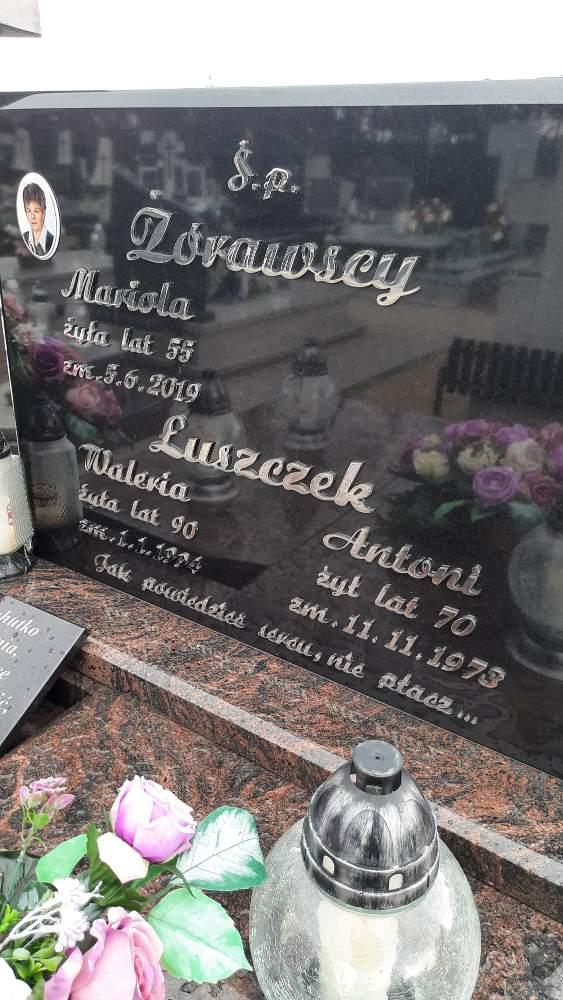 Ś.p.
Żórawscy
Mariola
żyła lat 55
zm. 5.6.2019
Luszczek
Waleria
żyła lat 90
zm. 1.1.1994
Antoni
żył lat 70
zm. 11.11.1973
Jak powiedzieć sercu, nie płacz...